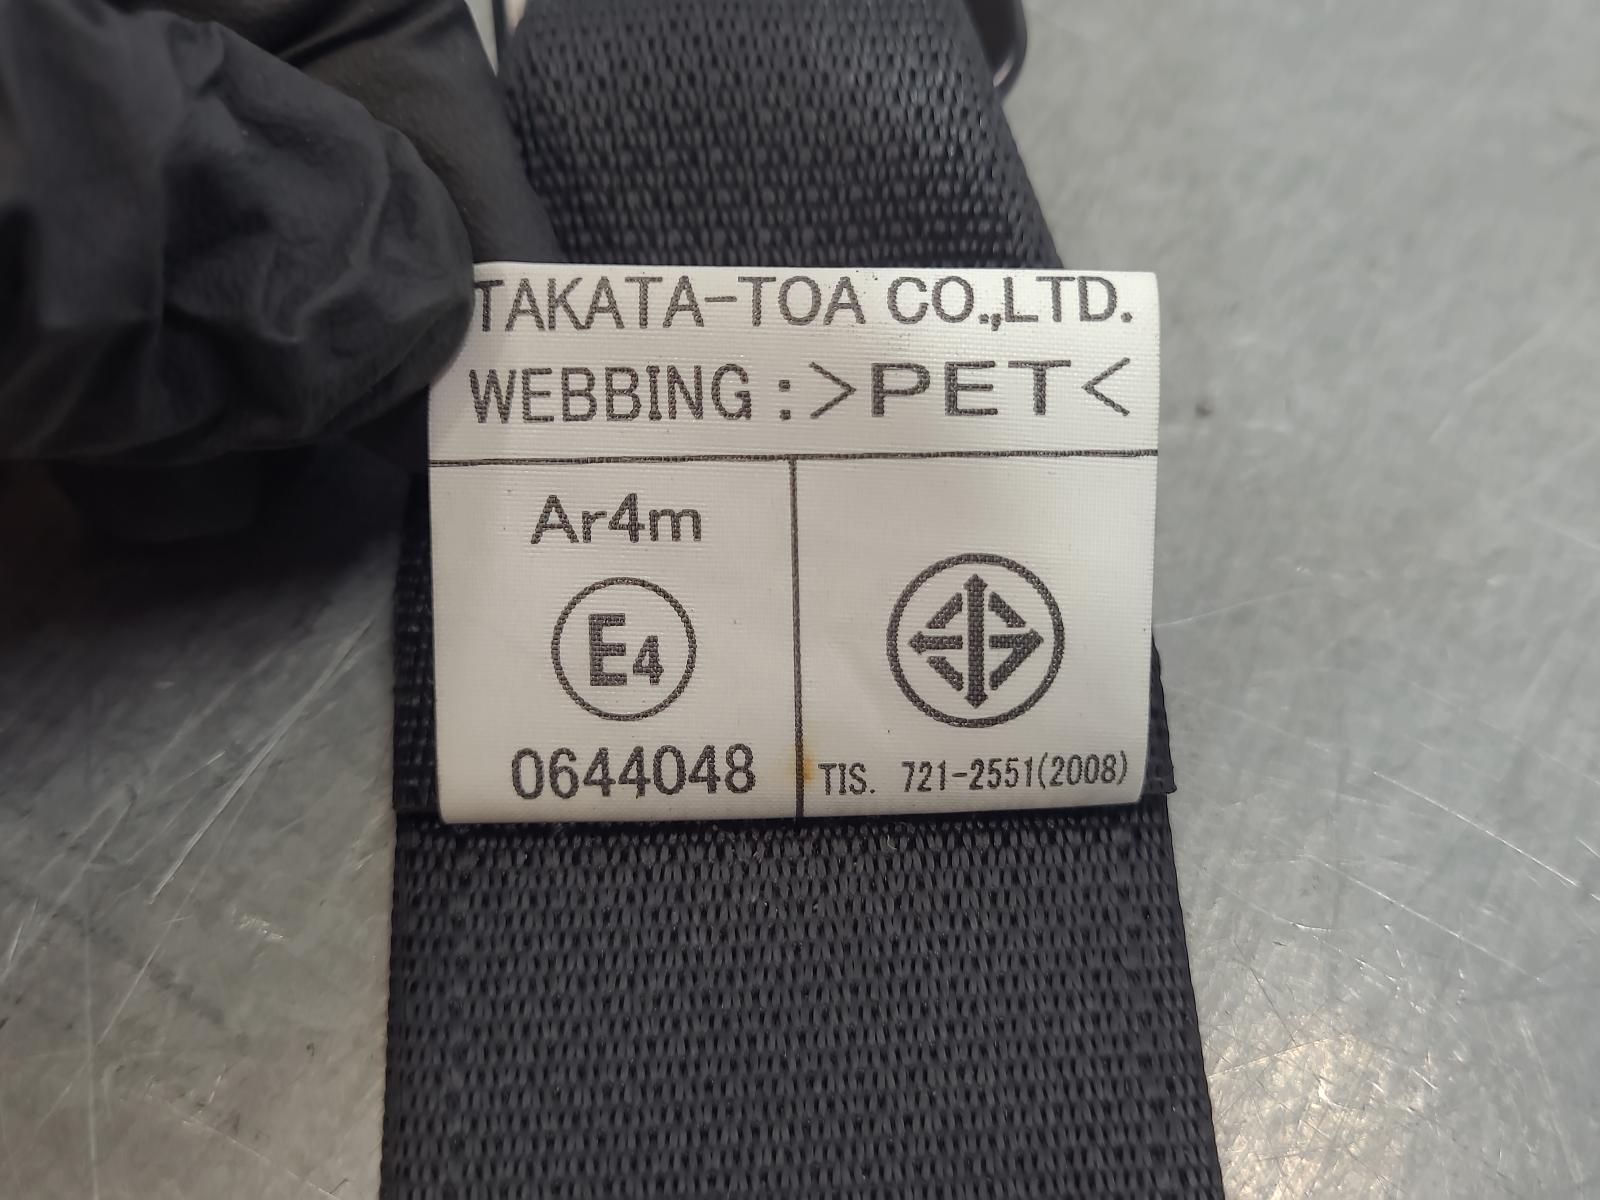 TAKATA-TOA CO.,LTD.
WEBBING :>PET<
Ar4m
E4
0644048
TIS. 721-2551(2008)